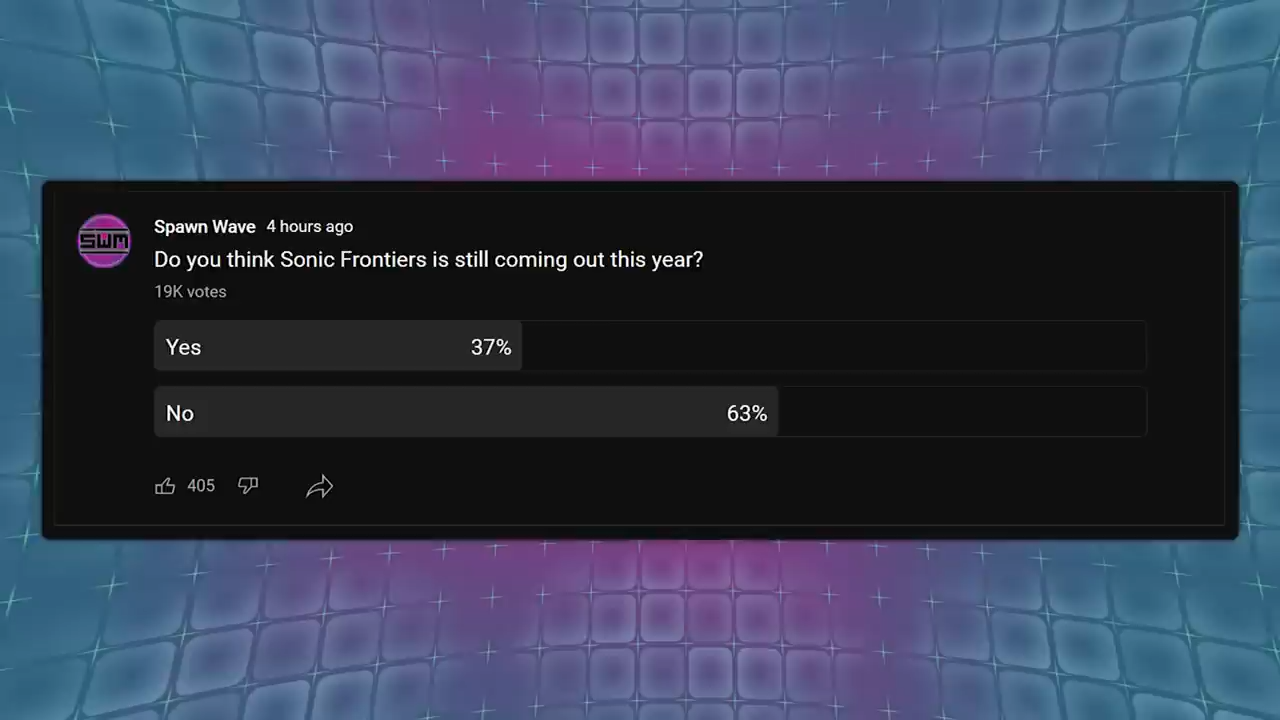 SWM
Spawn Wave 4 hours ago
Do you think Sonic Frontiers is still coming out this year?
19K votes
Yes 37%
No 63%
405